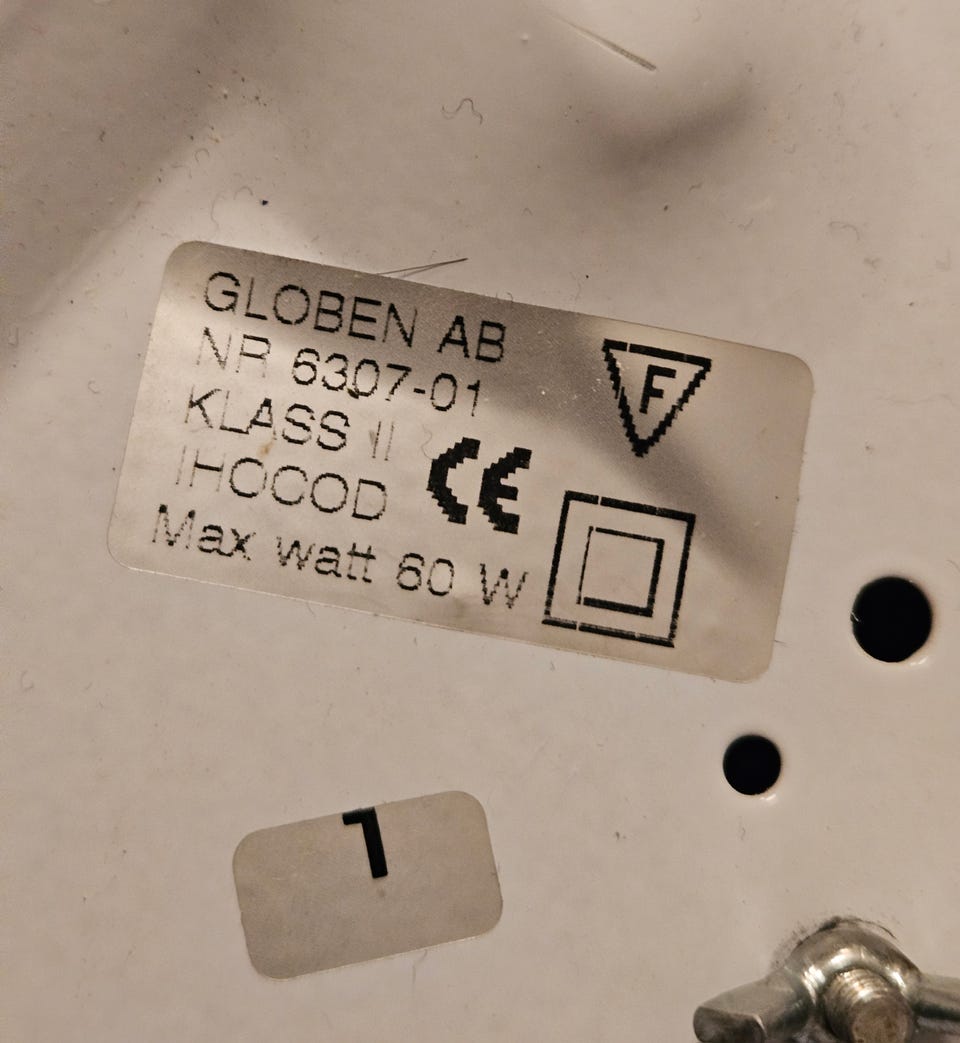 GLOBEN AB
NR 6307-01
KLASS II
IHOCOD
Max watt 60 W
CE
F
1